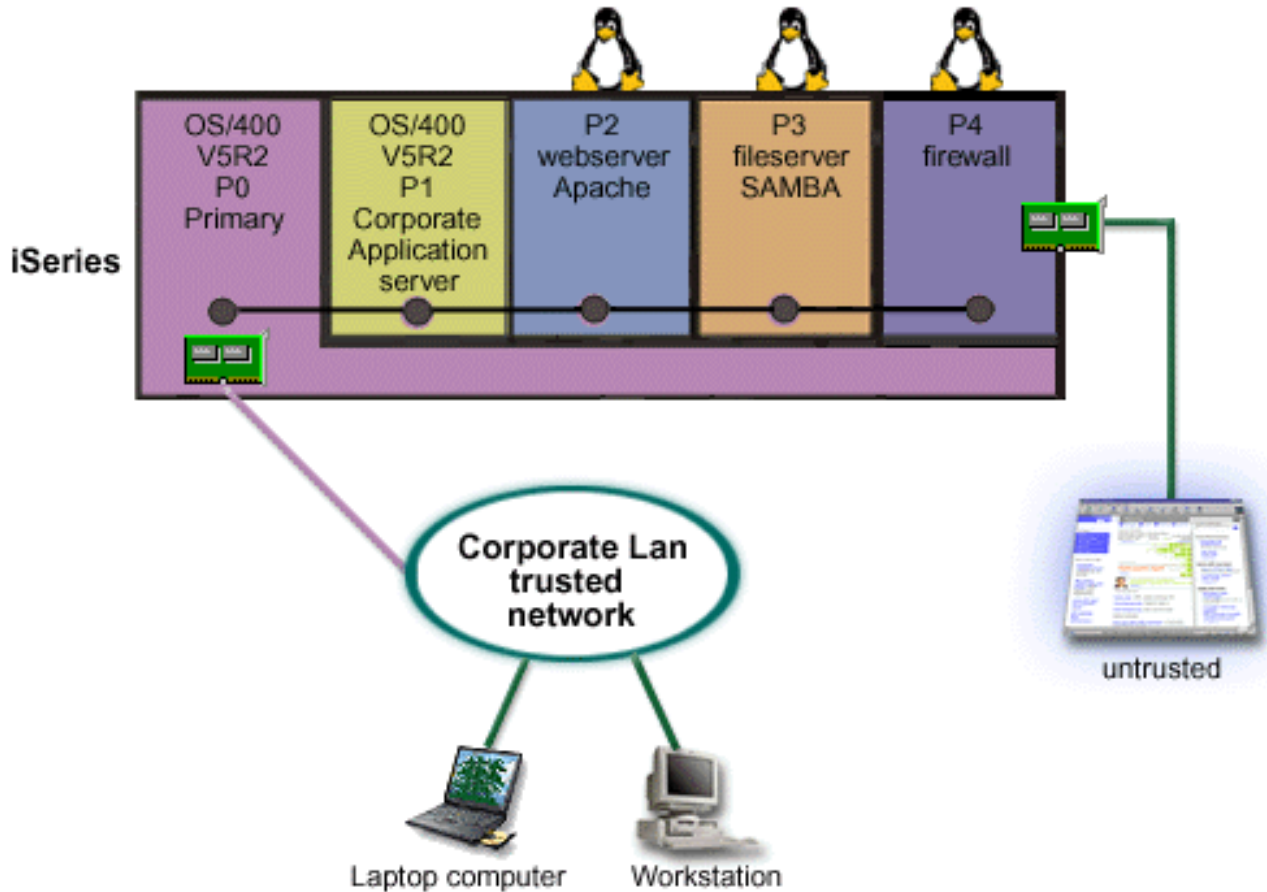 OS/400
V5R2
P0
Primary
OS/400
V5R2
P1
Corporate
Application
server
P2
webserver
Apache
P3
fileserver
SAMBA
P4
firewall
iSeries
Corporate Lan
trusted
network
untrusted
Laptop computer
Workstation